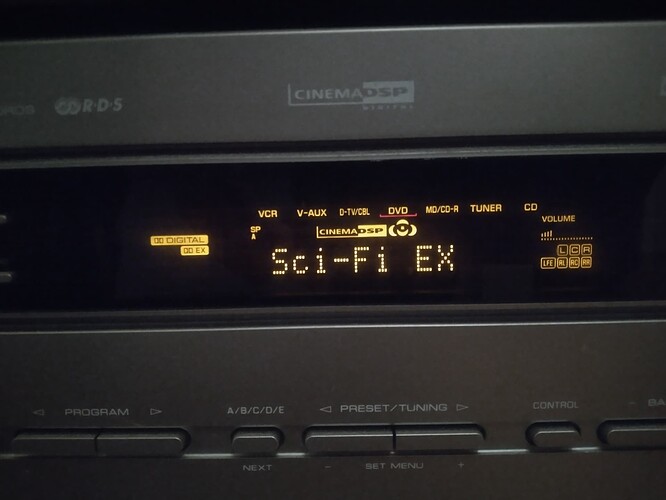 R·D·S
CINEMA DSP
DIGITAL
VCR V-AUX D-TV/CBL DVD MD/CD-R TUNER CD
VOLUME
SP
A
CINEMA DSP
DIGITAL
EX
Sci-Fi EX
L C R
LFE RL RC RR
PROGRAM A/B/C/D/E PRESET/TUNING CONTROL
NEXT - SET MENU +